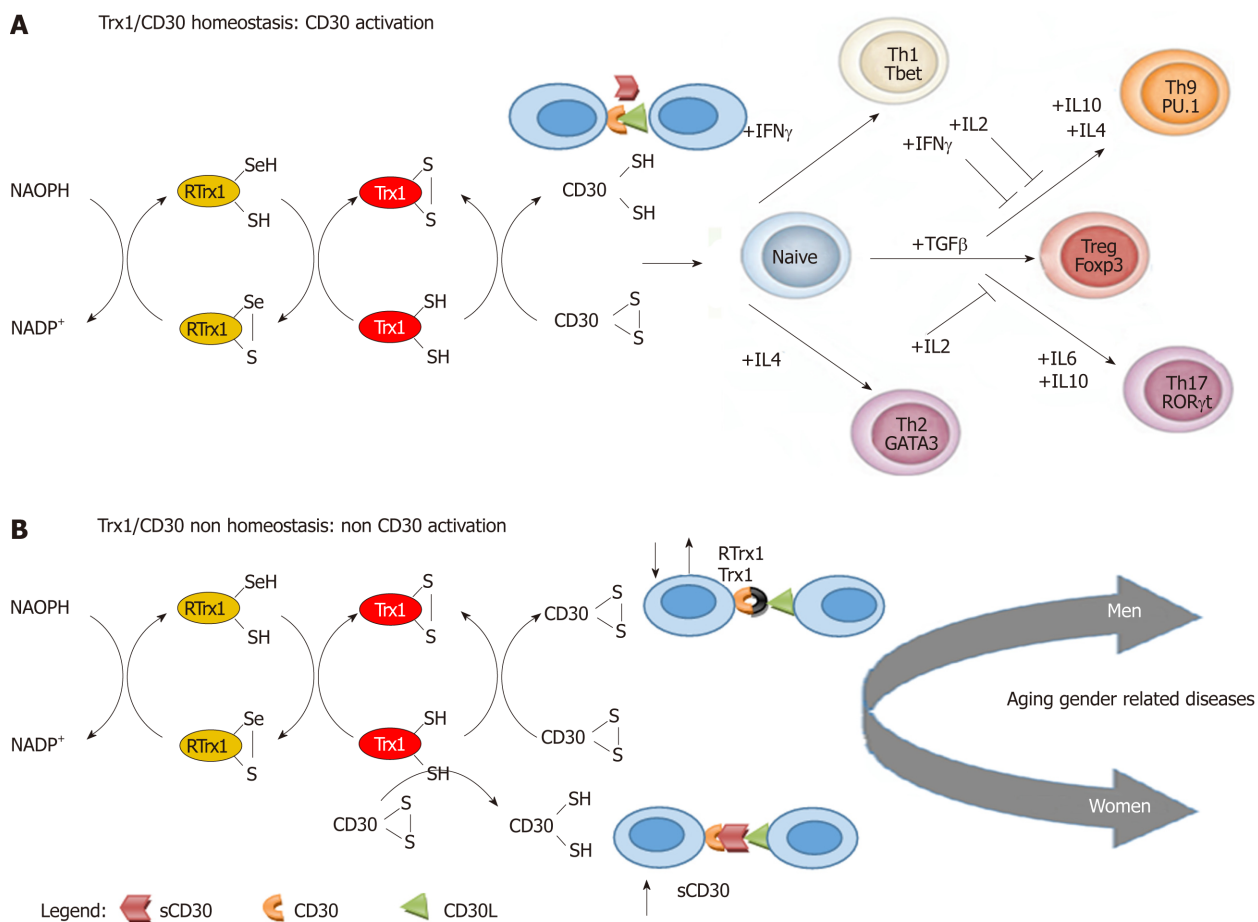 A
Trx1/CD30 homeostasis: CD30 activation
NAOPH
NADP+
RTrx1
SeH
SH
RTrx1
Se
S
Trx1
S
S
Trx1
SH
SH
CD30
SH
SH
CD30
S
S
Naive
+IFNγ
Th1
Tbet
+IL4
Th2
GATA3
+TGFβ
Treg
Foxp3
+IL2
+IFNγ
+IL10
+IL4
Th9
PU.1
+IL2
+IL6
+IL10
Th17
RORγt
B
Trx1/CD30 non homeostasis: non CD30 activation
NAOPH
NADP+
RTrx1
SeH
SH
RTrx1
Se
S
Trx1
S
S
Trx1
SH
SH
CD30
S
S
CD30
S
S
CD30
S
S
CD30
SH
SH
RTrx1
Trx1
sCD30
Men
Aging gender related diseases
Women
Legend: sCD30 CD30 CD30L